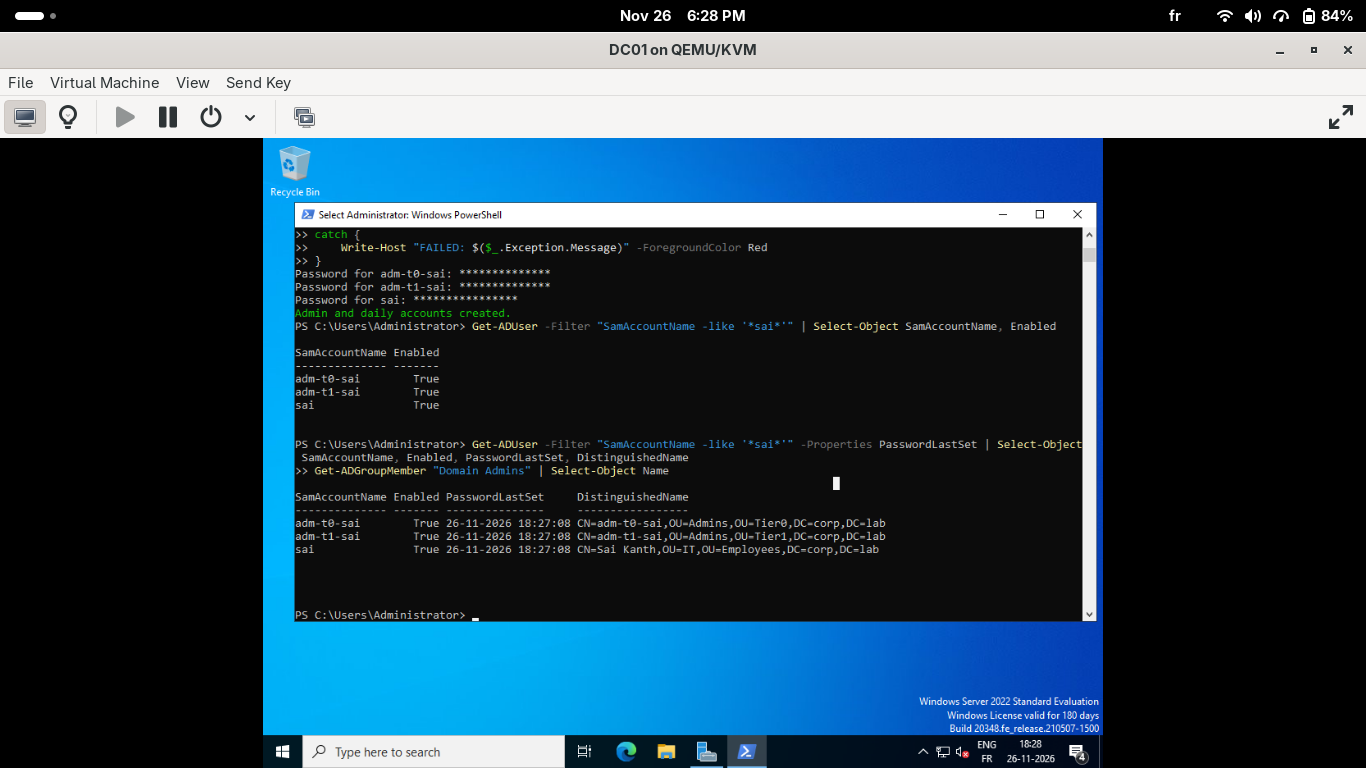 Nov 26 6:28 PM
fr
84%
DC01 on QEMU/KVM
File Virtual Machine View Send Key
Recycle Bin
Select Administrator: Windows PowerShell
>> catch {
>>     Write-Host "FAILED: $($_.Exception.Message)" -ForegroundColor Red
>> }
Password for adm-t0-sai: **************
Password for adm-t1-sai: **************
Password for sai: ****************
Admin and daily accounts created.
PS C:\Users\Administrator> Get-ADUser -Filter "SamAccountName -like '*sai*'" | Select-Object SamAccountName, Enabled
SamAccountName Enabled
-------------- -------
adm-t0-sai        True
adm-t1-sai        True
sai               True
PS C:\Users\Administrator> Get-ADUser -Filter "SamAccountName -like '*sai*'" -Properties PasswordLastSet | Select-Object
 SamAccountName, Enabled, PasswordLastSet, DistinguishedName
>> Get-ADGroupMember "Domain Admins" | Select-Object Name
SamAccountName Enabled PasswordLastSet     DistinguishedName
-------------- ------- ---------------     -----------------
adm-t0-sai        True 26-11-2026 18:27:08 CN=adm-t0-sai,OU=Admins,OU=Tier0,DC=corp,DC=lab
adm-t1-sai        True 26-11-2026 18:27:08 CN=adm-t1-sai,OU=Admins,OU=Tier1,DC=corp,DC=lab
sai               True 26-11-2026 18:27:08 CN=Sai Kanth,OU=IT,OU=Employees,DC=corp,DC=lab
PS C:\Users\Administrator>
Windows Server 2022 Standard Evaluation
Windows License valid for 180 days
Build 20348.fe_release.210507-1500
Type here to search
ENG
FR
18:28
26-11-2026
4